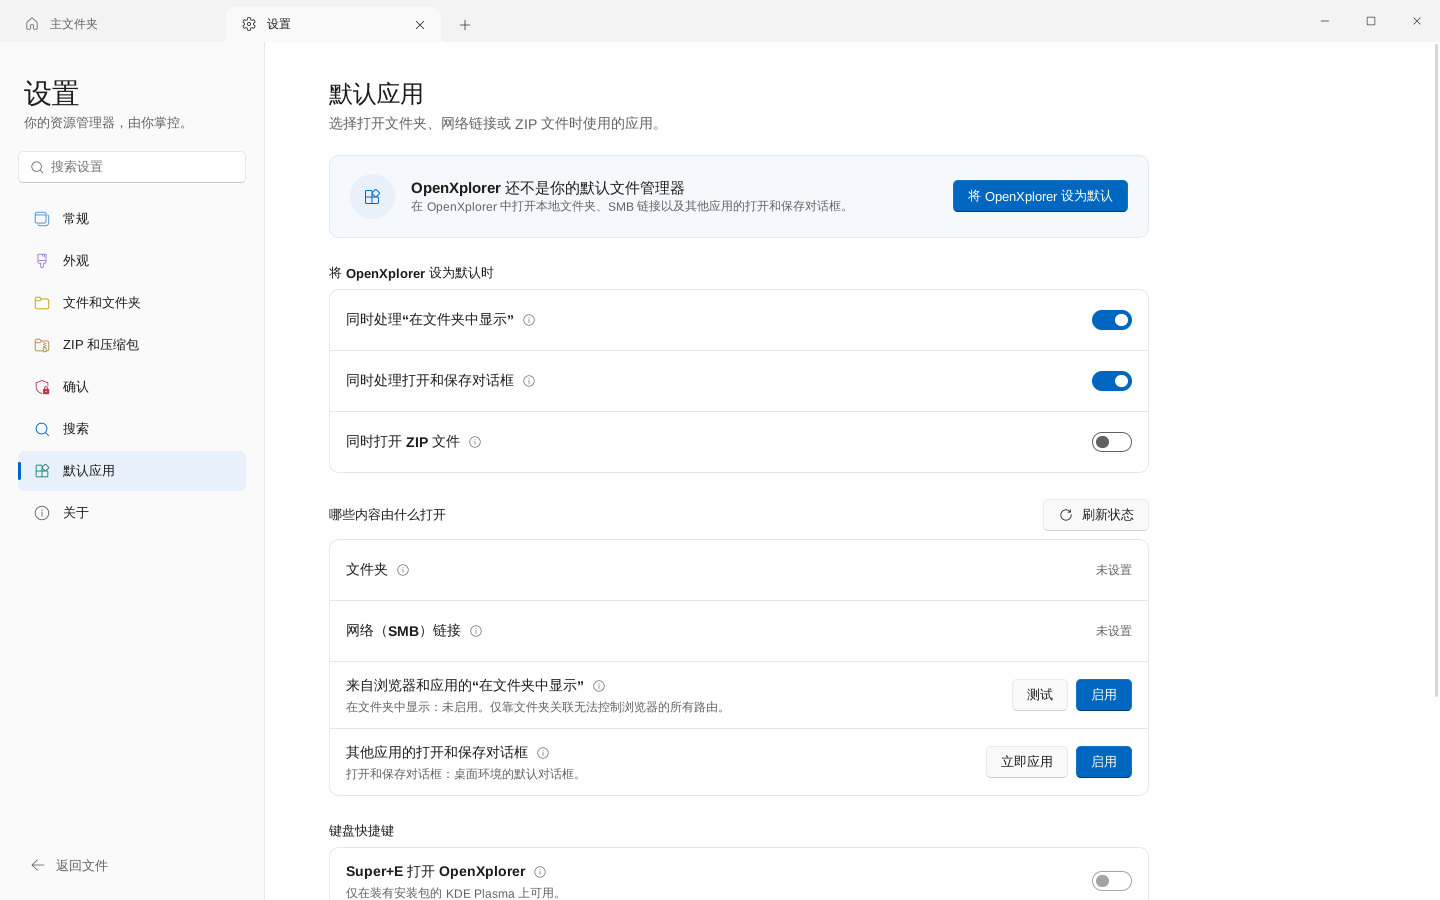 主文件夹
设置
设置
你的资源管理器，由你掌控。
搜索设置
常规
外观
文件和文件夹
ZIP 和压缩包
确认
搜索
默认应用
关于
返回文件
默认应用
选择打开文件夹、网络链接或 ZIP 文件时使用的应用。
OpenXplorer 还不是你的默认文件管理器
在 OpenXplorer 中打开本地文件夹、SMB 链接以及其他应用的打开和保存对话框。
将 OpenXplorer 设为默认
将 OpenXplorer 设为默认时
同时处理“在文件夹中显示”
同时处理打开和保存对话框
同时打开 ZIP 文件
哪些内容由什么打开
刷新状态
文件夹
未设置
网络（SMB）链接
未设置
来自浏览器和应用的“在文件夹中显示”
在文件夹中显示：未启用。仅靠文件夹关联无法控制浏览器的所有路由。
测试
启用
其他应用的打开和保存对话框
打开和保存对话框：桌面环境的默认对话框。
立即应用
启用
键盘快捷键
Super+E 打开 OpenXplorer
仅在装有安装包的 KDE Plasma 上可用。